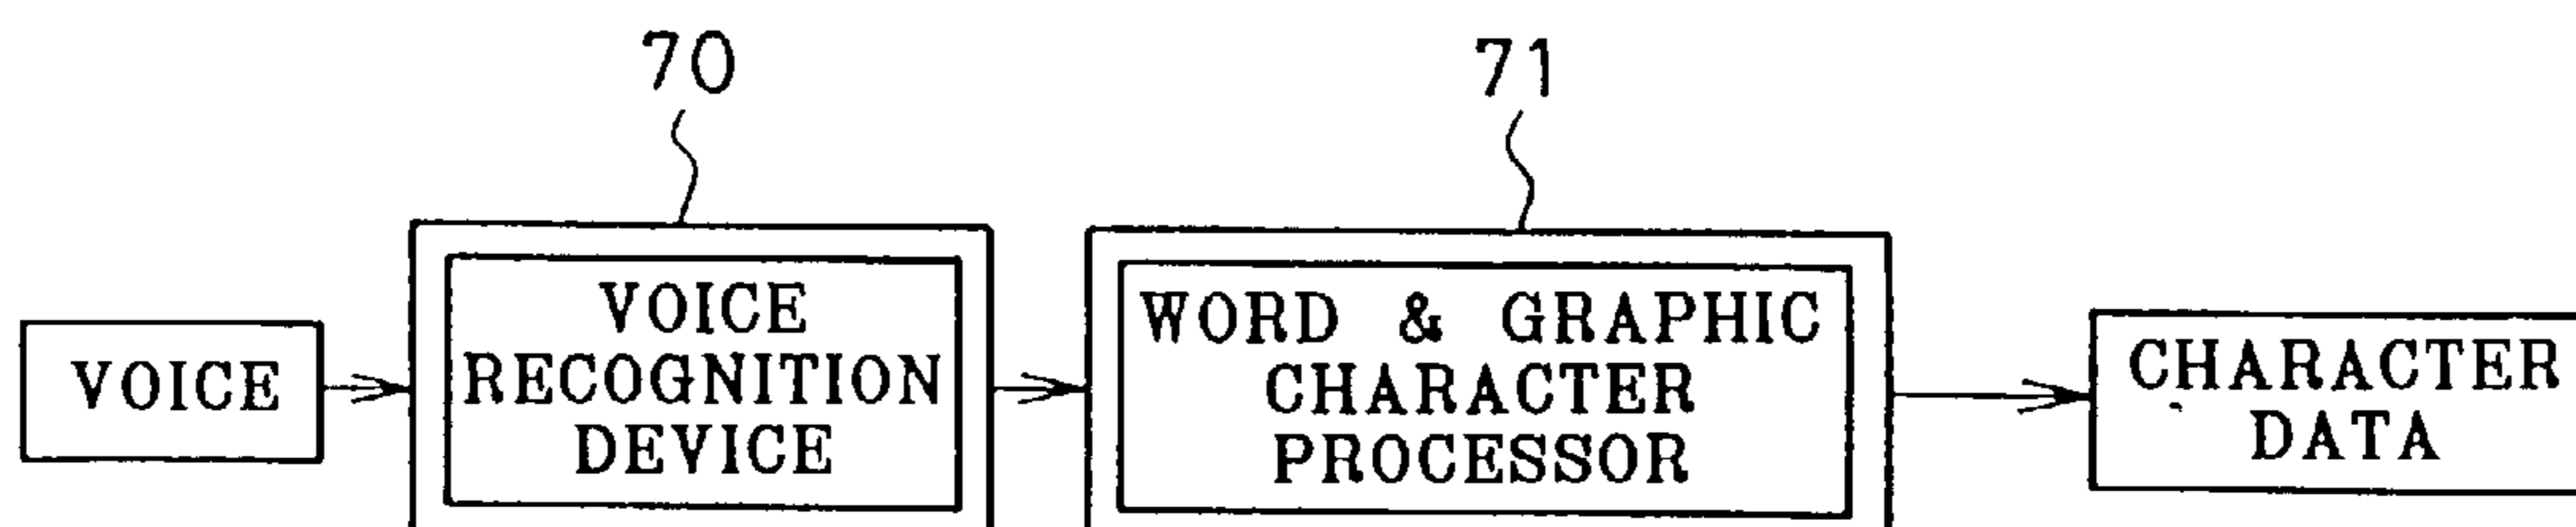 70
71
VOICE
VOICE
RECOGNITION
DEVICE
WORD & GRAPHIC
CHARACTER
PROCESSOR
CHARACTER
DATA